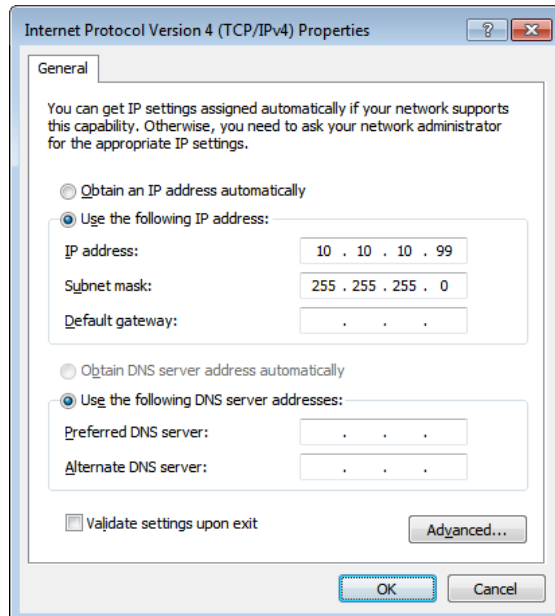 Internet Protocol Version 4 (TCP/IPv4) Properties
?
General
You can get IP settings assigned automatically if your network supports
this capability. Otherwise, you need to ask your network administrator
for the appropriate IP settings.
Obtain an IP address automatically
Use the following IP address:
IP address: 10 . 10 . 10 . 99
Subnet mask: 255 . 255 . 255 . 0
Default gateway: . . .
Obtain DNS server address automatically
Use the following DNS server addresses:
Preferred DNS server: . . .
Alternate DNS server: . . .
Validate settings upon exit
Advanced...
OK Cancel